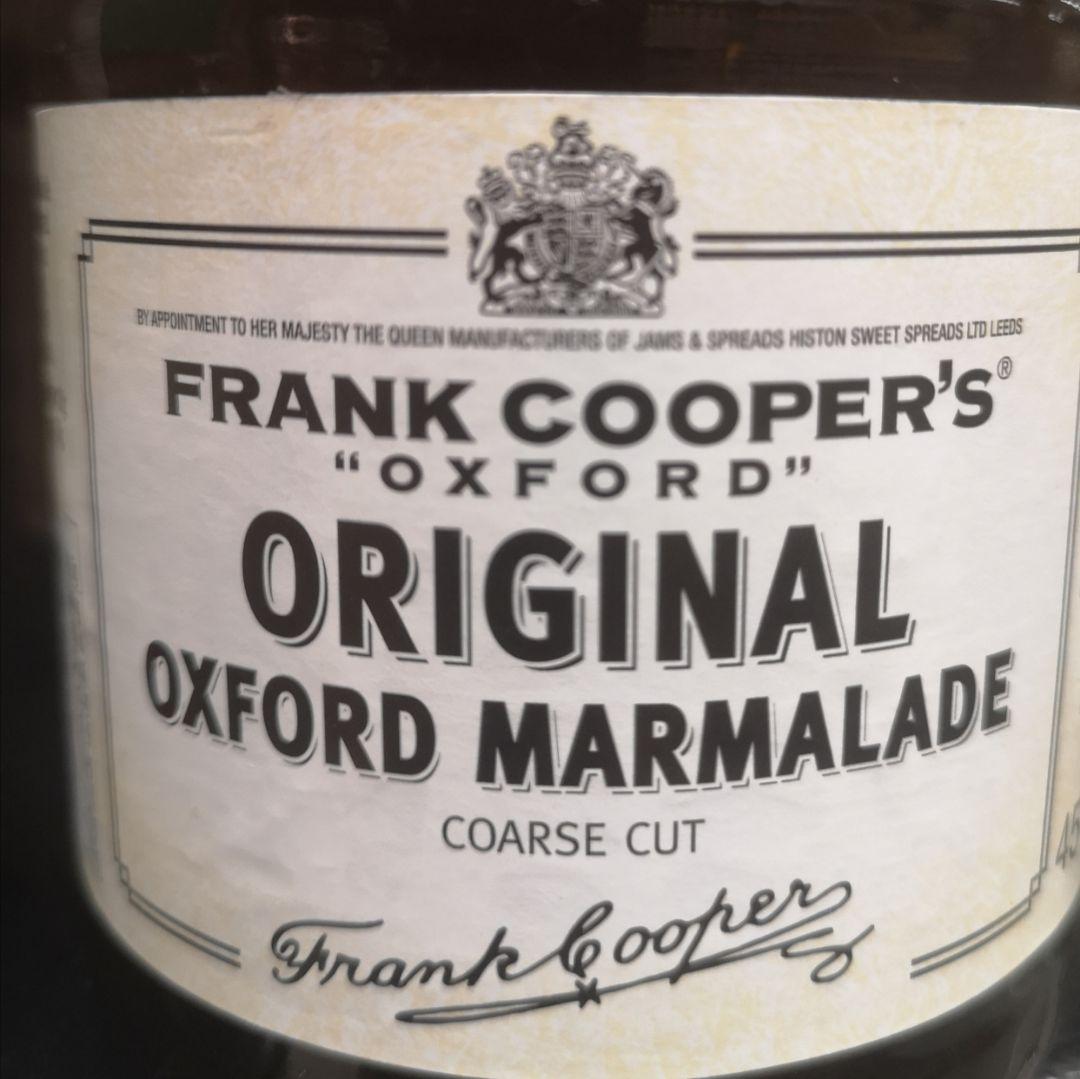 BY APPOINTMENT TO HER MAJESTY THE QUEEN MANUFACTURERS OF JAMS & SPREADS HISTON SWEET SPREADS LTD LEEDS
FRANK COOPER'S®
“OXFORD”
ORIGINAL
OXFORD MARMALADE
COARSE CUT
Frank Cooper